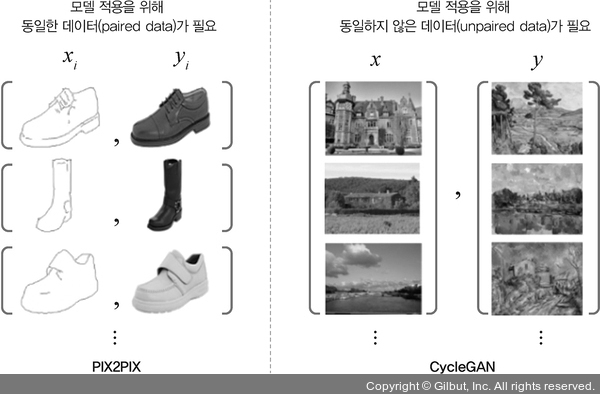 모델 적용을 위해
동일한 데이터(paired data)가 필요
x_i y_i
, 
,
,
⋮
PIX2PIX
모델 적용을 위해
동일하지 않은 데이터(unpaired data)가 필요
x y
,
⋮ ⋮
CycleGAN
Copyright © Gilbut, Inc. All rights reserved.